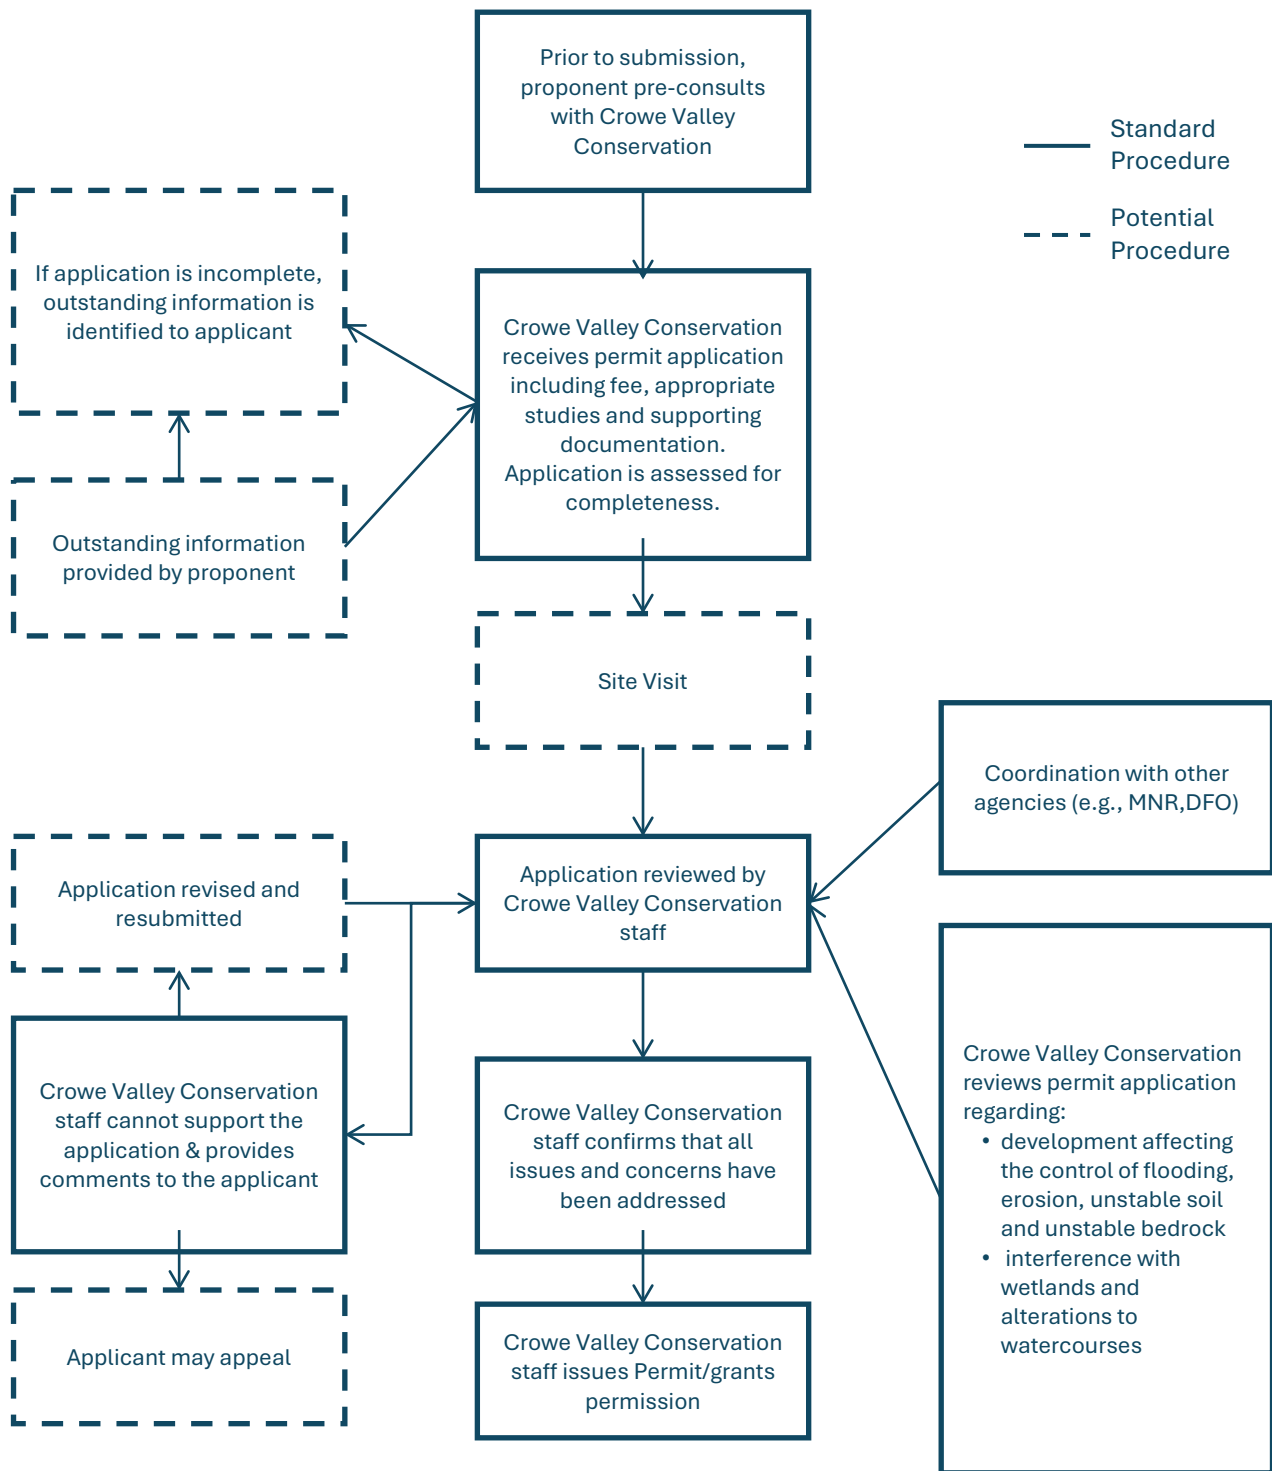 Prior to submission,
proponent pre-consults
with Crowe Valley
Conservation
Standard
Procedure
Potential
Procedure
If application is incomplete,
outstanding information is
identified to applicant
Crowe Valley Conservation
receives permit application
including fee, appropriate
studies and supporting
documentation.
Application is assessed for
completeness.
Outstanding information
provided by proponent
Site Visit
Coordination with other
agencies (e.g., MNR,DFO)
Application revised and
resubmitted
Application reviewed by
Crowe Valley Conservation
staff
Crowe Valley Conservation
staff cannot support the
application & provides
comments to the applicant
Crowe Valley Conservation
staff confirms that all
issues and concerns have
been addressed
Crowe Valley Conservation
reviews permit application
regarding:
• development affecting
the control of flooding,
erosion, unstable soil
and unstable bedrock
• interference with
wetlands and
alterations to
watercourses
Applicant may appeal
Crowe Valley Conservation
staff issues Permit/grants
permission